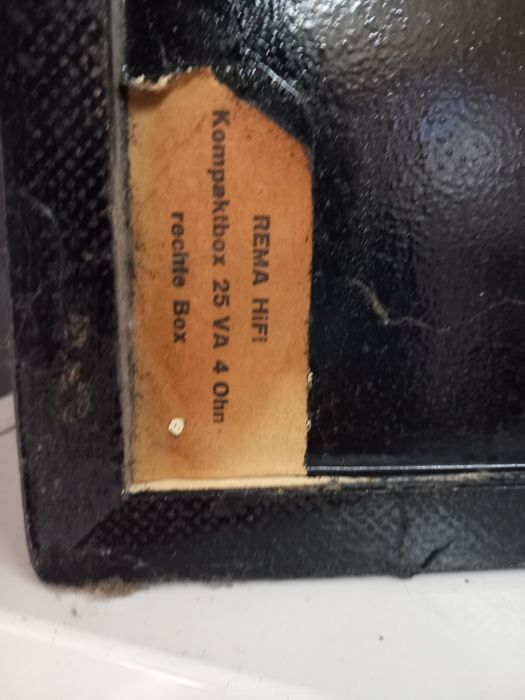 REMA HiFi
Kompaktbox 25 VA 4 Ohm
rechte Box